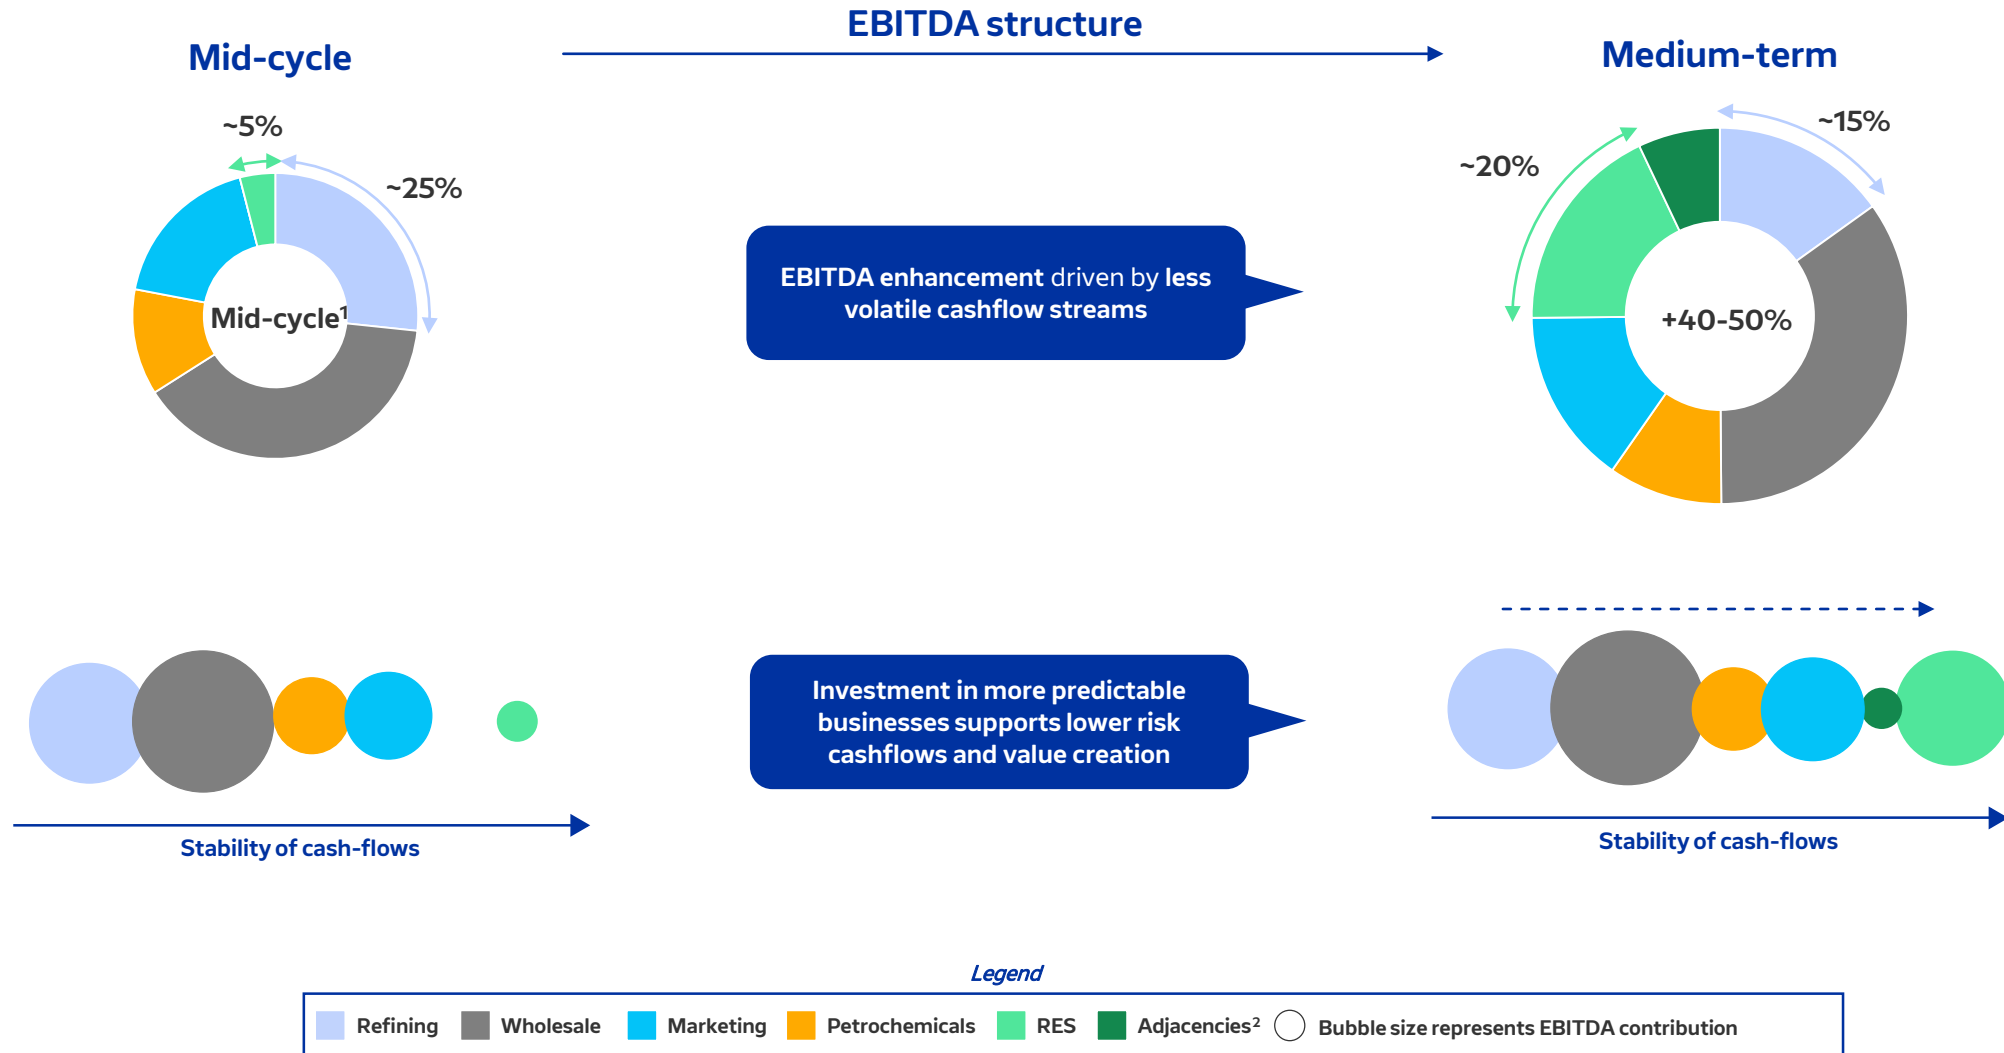 EBITDA structure
Mid-cycle
Medium-term
~5%
~25%
Mid-cycle¹
EBITDA enhancement driven by less
volatile cashflow streams
~15%
~20%
+40-50%
Investment in more predictable
businesses supports lower risk
cashflows and value creation
Stability of cash-flows
Stability of cash-flows
Legend
Refining
Wholesale
Marketing
Petrochemicals
RES
Adjacencies²
Bubble size represents EBITDA contribution